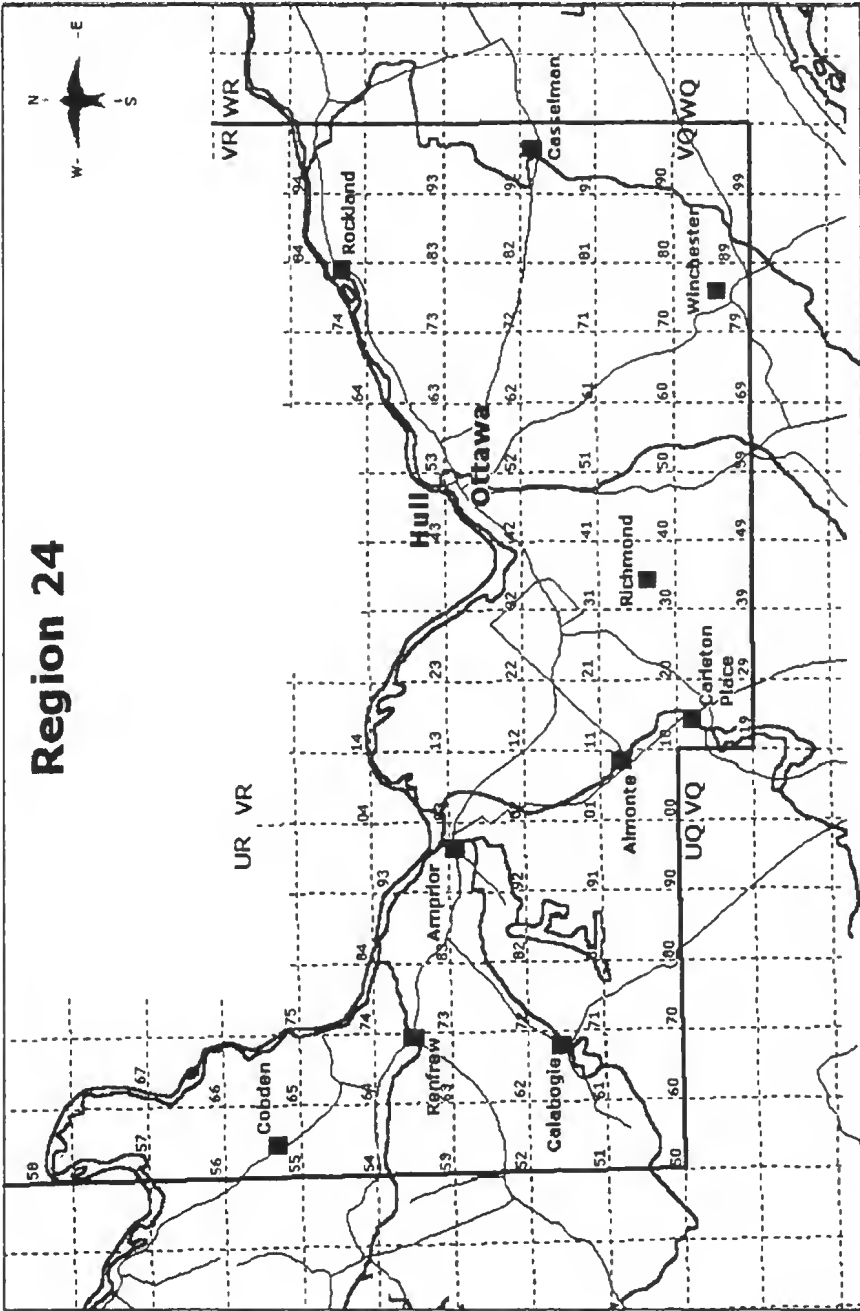 Region 24
N
W E
S
58
57 67
56 66
UR VR
VR WR
Cobden
55 65 75
84 94
Rockland
74
54 64 74 84 93 04 14 64
Hull
Renfrew
Arnprior
53 63 73 83 13 23 43 53 63 73 83 93
Ottawa
52 62 72 82 92 12 22 32 42 52 62 72 82 92
Calabogie
Casselman
51 61 71 91 01 11 21 31 41 51 61 71 81 91
Almonte
Richmond
50 60 70 80 90 00 10 20 30 40 50 60 70 80 90
UQ VQ
VQ WQ
Carleton
Place
Winchester
19 29 39 49 59 69 79 89 99